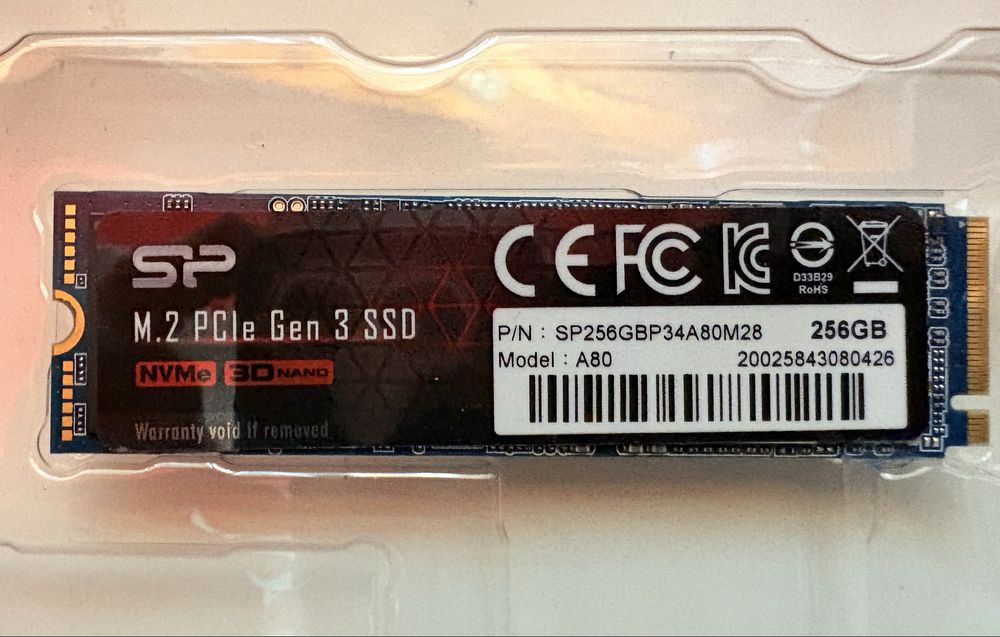 SP
M.2 PCIe Gen 3 SSD
NVMe 3D NAND
Warranty void if removed
CE FC KC
D33B29
RoHS
P/N : SP256GBP34A80M28 256GB
Model : A80 20025843080426